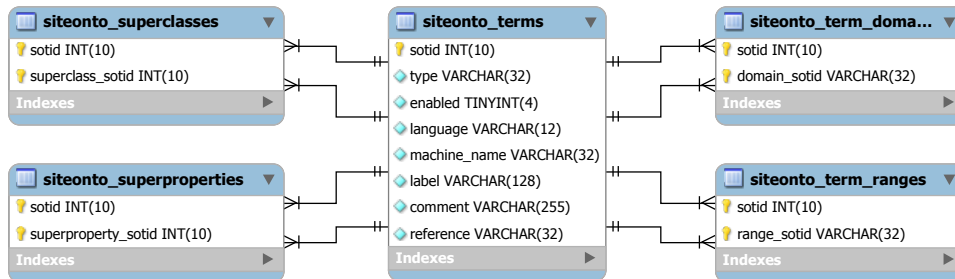 siteonto_superclasses
sotid INT(10)
superclass_sotid INT(10)
Indexes
siteonto_superproperties
sotid INT(10)
superproperty_sotid INT(10)
Indexes
siteonto_terms
sotid INT(10)
type VARCHAR(32)
enabled TINYINT(4)
language VARCHAR(12)
machine_name VARCHAR(32)
label VARCHAR(128)
comment VARCHAR(255)
reference VARCHAR(32)
Indexes
siteonto_term_doma...
sotid INT(10)
domain_sotid VARCHAR(32)
Indexes
siteonto_term_ranges
sotid INT(10)
range_sotid VARCHAR(32)
Indexes